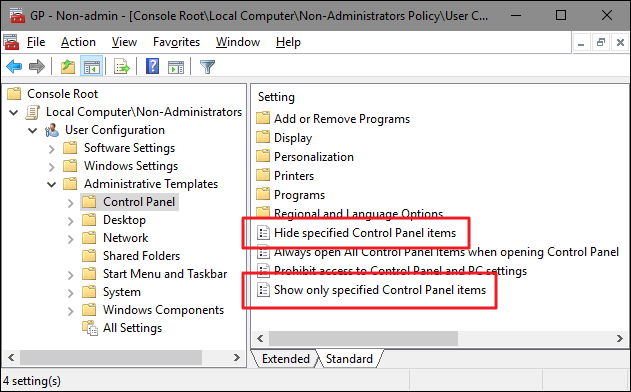 GP - Non-admin - [Console Root\Local Computer\Non-Administrators Policy\User C...
File Action View Favorites Window Help
Console Root
Local Computer\Non-Administrators
User Configuration
Software Settings
Windows Settings
Administrative Templates
Control Panel
Desktop
Network
Shared Folders
Start Menu and Taskbar
System
Windows Components
All Settings
Setting
Add or Remove Programs
Display
Personalization
Printers
Programs
Regional and Language Options
Hide specified Control Panel items
Always open All Control Panel Items when opening Control Panel
Prohibit access to Control Panel and PC settings
Show only specified Control Panel items
Extended Standard
4 setting(s)